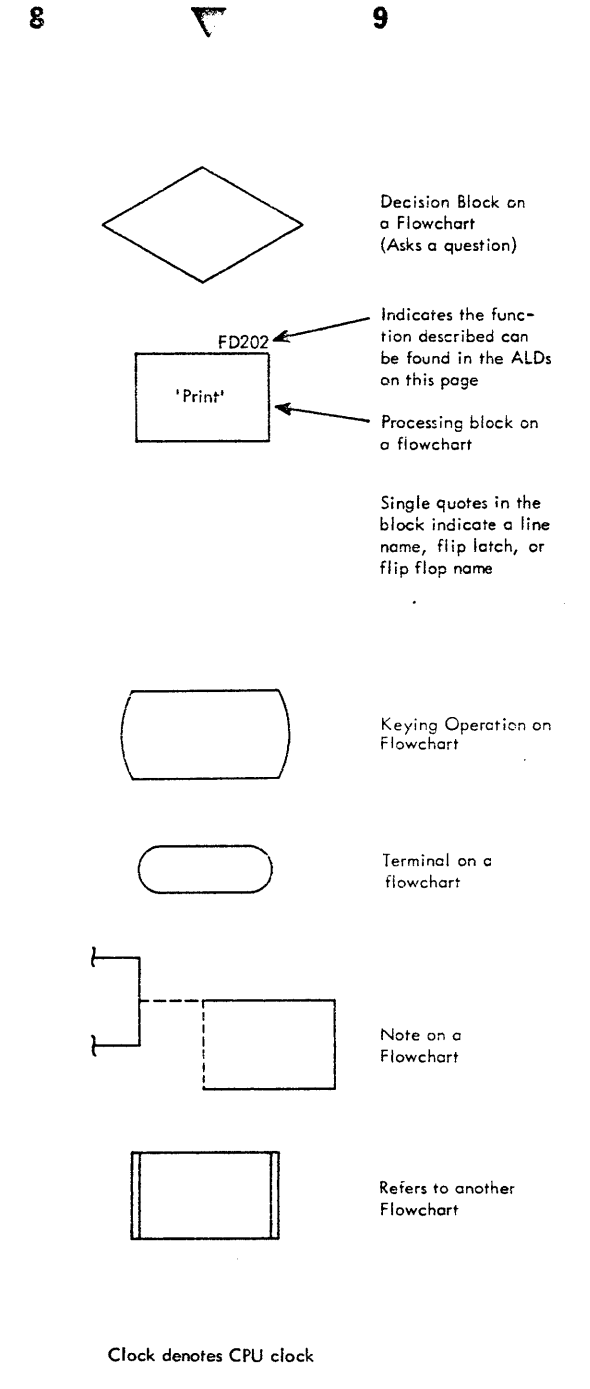 8 9
Decision Block on
a Flowchart
(Asks a question)
Indicates the func-
tion described can
be found in the ALDs
on this page
FD202
'Print'
Processing block on
a flowchart
Single quotes in the
block indicate a line
name, flip latch, or
flip flop name
Keying Operation on
Flowchart
Terminal on a
flowchart
Note on a
Flowchart
Refers to another
Flowchart
Clock denotes CPU clock